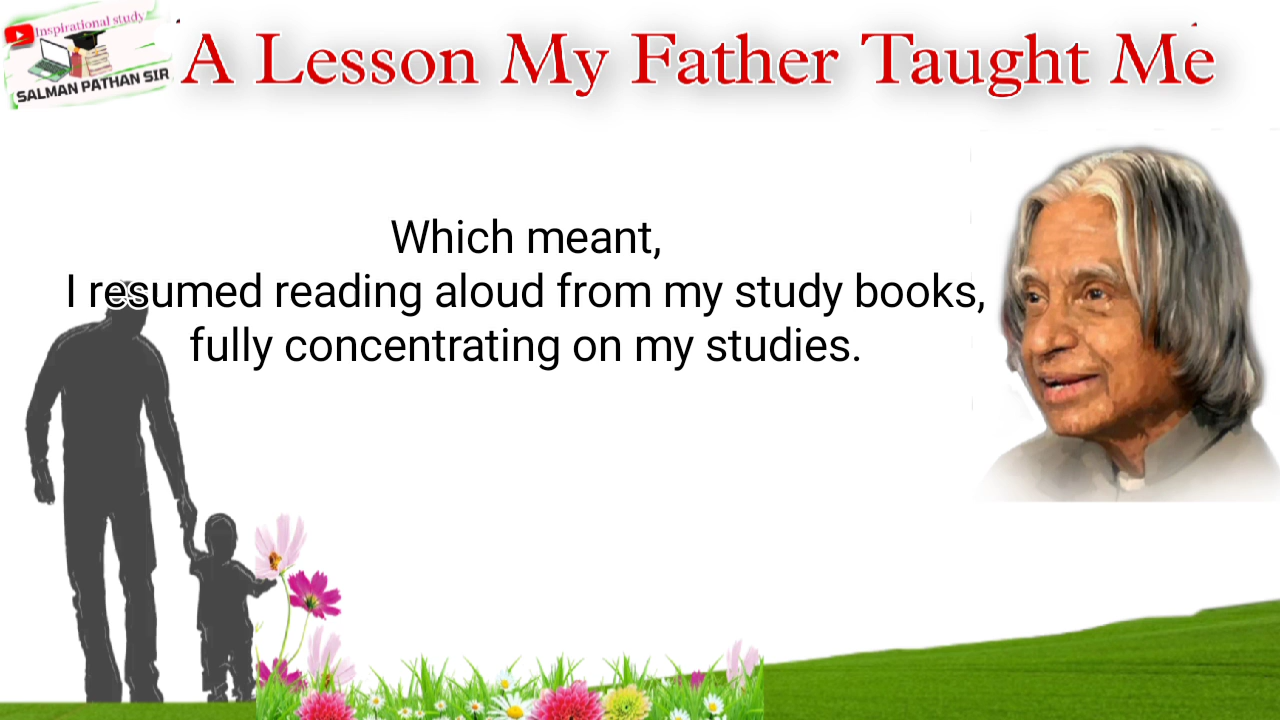 Inspirational study
SALMAN PATHAN SIR
A Lesson My Father Taught Me
Which meant,
I resumed reading aloud from my study books,
fully concentrating on my studies.